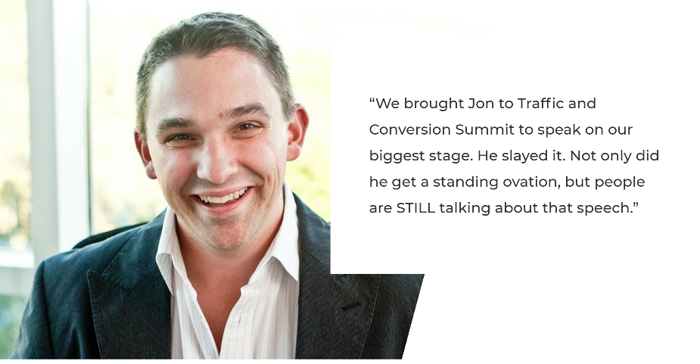 “We brought Jon to Traffic and
Conversion Summit to speak on our
biggest stage. He slayed it. Not only did
he get a standing ovation, but people
are STILL talking about that speech.”